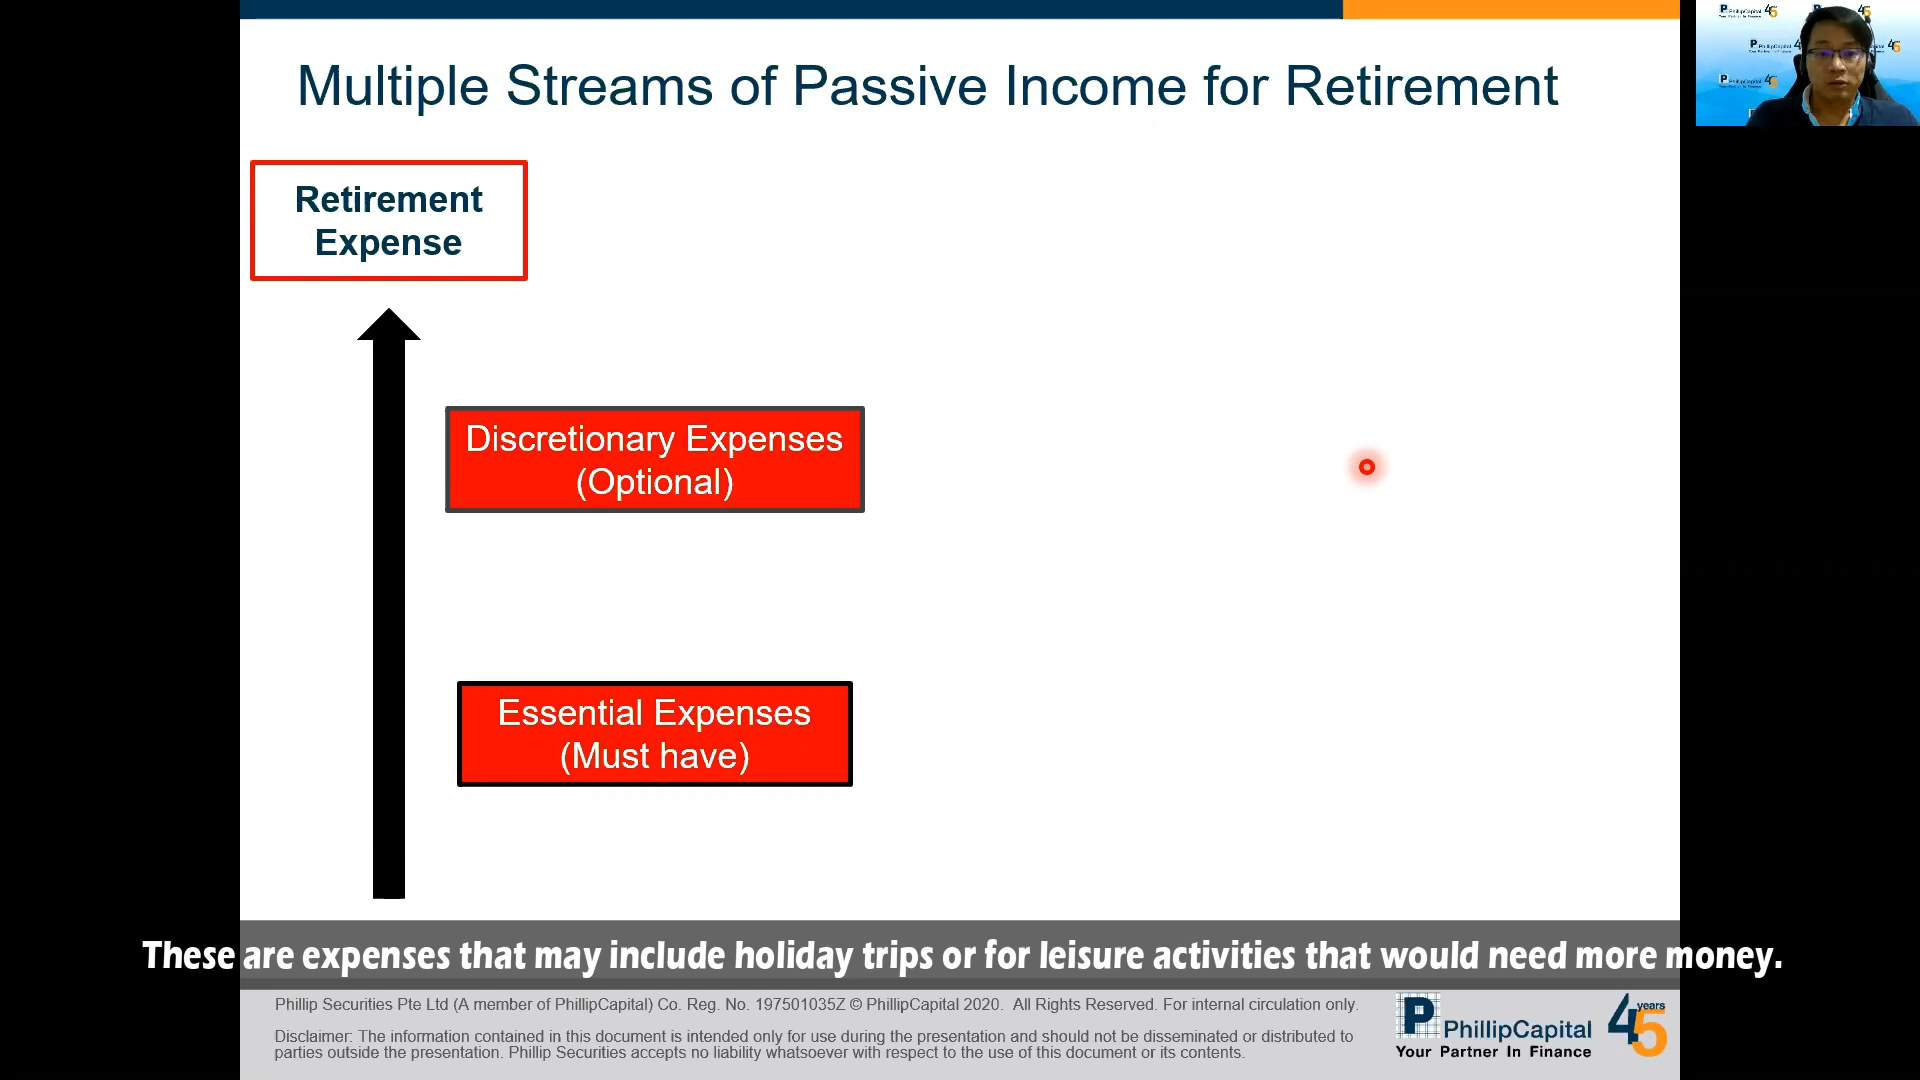 Multiple Streams of Passive Income for Retirement
Retirement
Expense
Discretionary Expenses
(Optional)
Essential Expenses
(Must have)
These are expenses that may include holiday trips or for leisure activities that would need more money.
Phillip Securities Pte Ltd (A member of PhillipCapital) Co. Reg. No. 197501035Z © PhillipCapital 2020.  All Rights Reserved. For internal circulation only.
Disclaimer: The information contained in this document is intended only for use during the presentation and should not be disseminated or distributed to
parties outside the presentation. Phillip Securities accepts no liability whatsoever with respect to the use of this document or its contents.
P PhillipCapital
Your Partner In Finance
45 years